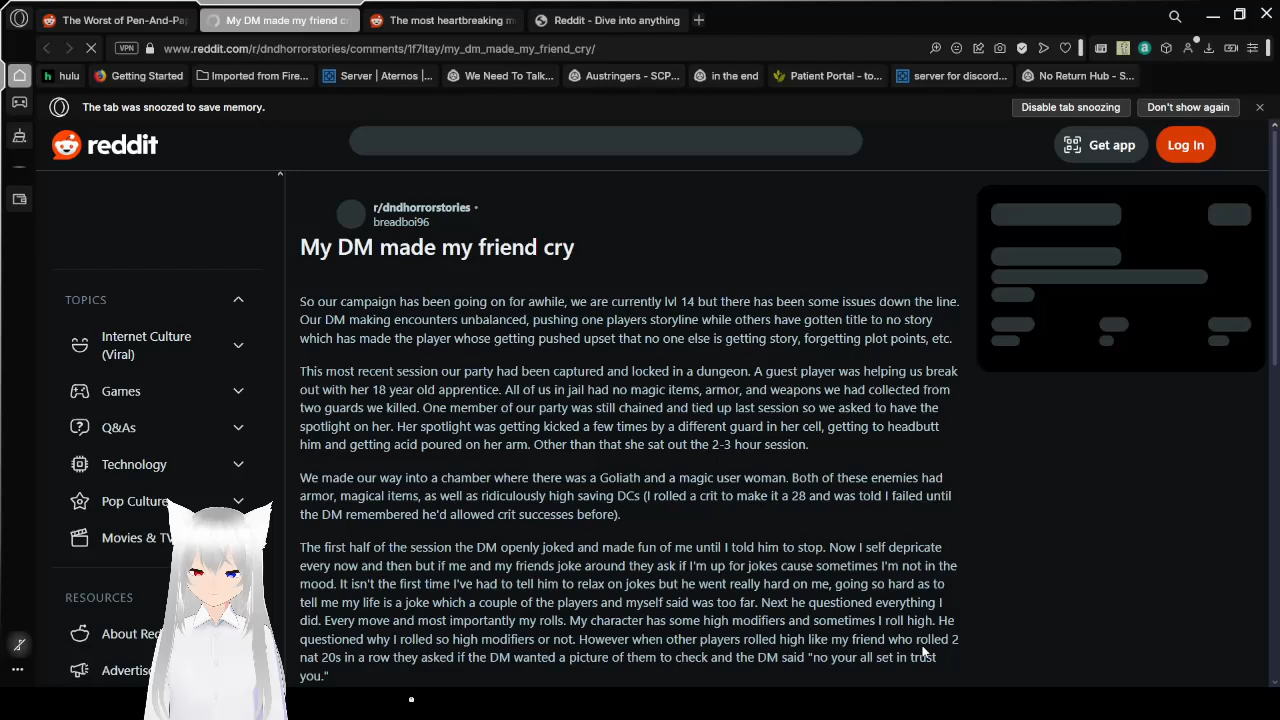 The Worst of Pen-And-Pap
My DM made my friend cr
The most heartbreaking m
Reddit - Dive into anything
VPN
www.reddit.com/r/dndhorrorstories/comments/1f7ltay/my_dm_made_my_friend_cry/
hulu
Getting Started
Imported from Fire...
Server | Aternos |...
We Need To Talk...
Austringers - SCP...
in the end
Patient Portal - to...
server for discord...
No Return Hub - S...
The tab was snoozed to save memory.
Disable tab snoozing
Don't show again
reddit
Get app
Log In
r/dndhorrorstories •
breadboi96
My DM made my friend cry
TOPICS
Internet Culture
(Viral)
Games
Q&As
Technology
Pop Culture
Movies & TV
RESOURCES
About Red
Advertis
So our campaign has been going on for awhile, we are currently lvl 14 but there has been some issues down the line.
Our DM making encounters unbalanced, pushing one players storyline while others have gotten title to no story
which has made the player whose getting pushed upset that no one else is getting story, forgetting plot points, etc.
This most recent session our party had been captured and locked in a dungeon. A guest player was helping us break
out with her 18 year old apprentice. All of us in jail had no magic items, armor, and weapons we had collected from
two guards we killed. One member of our party was still chained and tied up last session so we asked to have the
spotlight on her. Her spotlight was getting kicked a few times by a different guard in her cell, getting to headbutt
him and getting acid poured on her arm. Other than that she sat out the 2-3 hour session.
We made our way into a chamber where there was a Goliath and a magic user woman. Both of these enemies had
armor, magical items, as well as ridiculously high saving DCs (I rolled a crit to make it a 28 and was told I failed until
the DM remembered he'd allowed crit successes before).
The first half of the session the DM openly joked and made fun of me until I told him to stop. Now I self depricate
every now and then but if me and my friends joke around they ask if I'm up for jokes cause sometimes I'm not in the
mood. It isn't the first time I've had to tell him to relax on jokes but he went really hard on me, going so hard as to
tell me my life is a joke which a couple of the players and myself said was too far. Next he questioned everything I
did. Every move and most importantly my rolls. My character has some high modifiers and sometimes I roll high. He
questioned why I rolled so high modifiers or not. However when other players rolled high like my friend who rolled 2
nat 20s in a row they asked if the DM wanted a picture of them to check and the DM said "no your all set in trust
you."